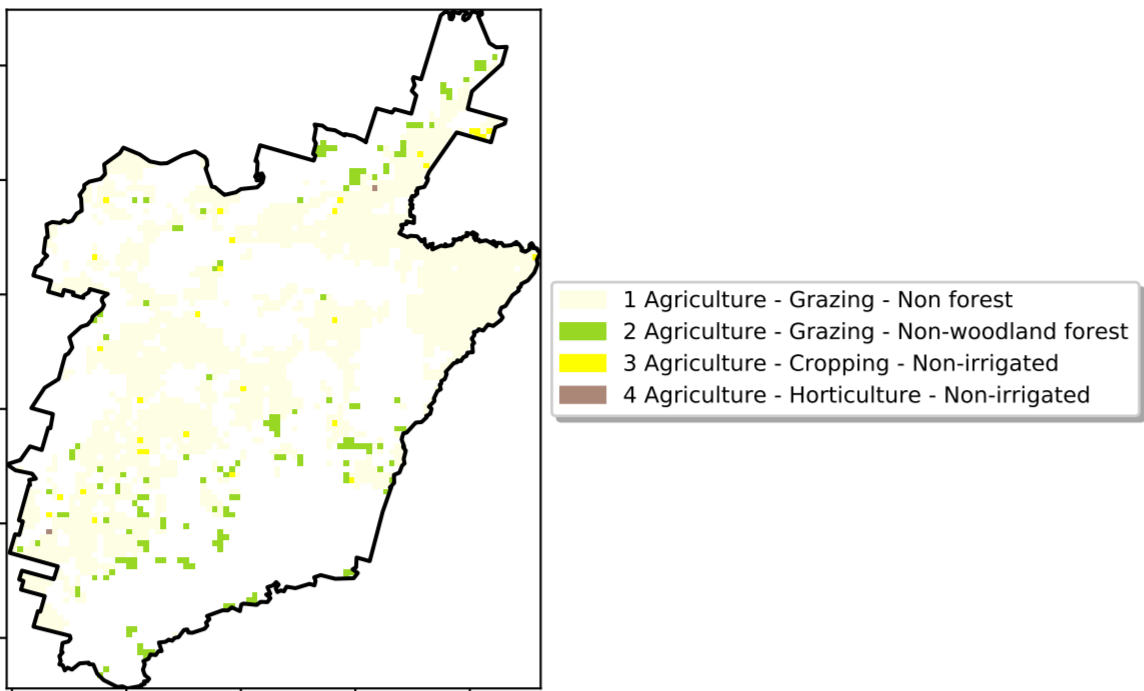 1 Agriculture - Grazing - Non forest
2 Agriculture - Grazing - Non-woodland forest
3 Agriculture - Cropping - Non-irrigated
4 Agriculture - Horticulture - Non-irrigated